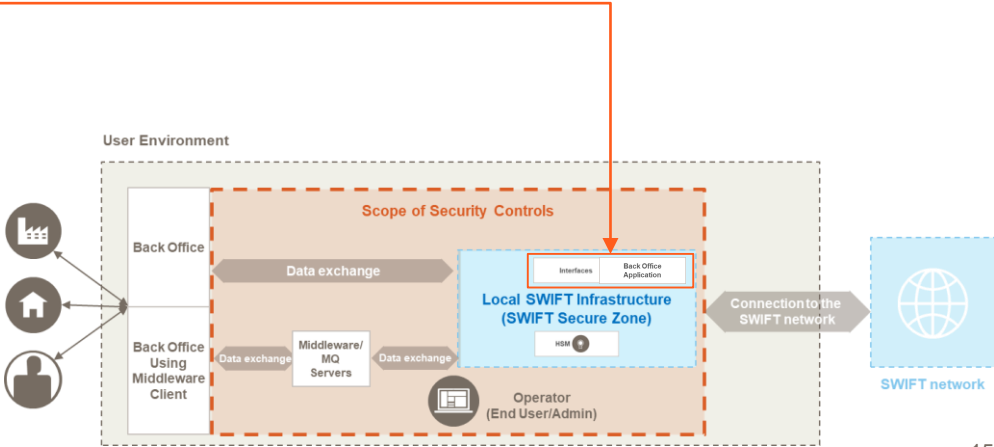 User Environment
Scope of Security Controls
Back Office
Data exchange
Interfaces
Back Office
Application
Local SWIFT Infrastructure
(SWIFT Secure Zone)
HSM
Connection to the
SWIFT network
Back Office
Using
Middleware
Client
Data exchange
Middleware/
MQ
Servers
Data exchange
Operator
(End User/Admin)
SWIFT network